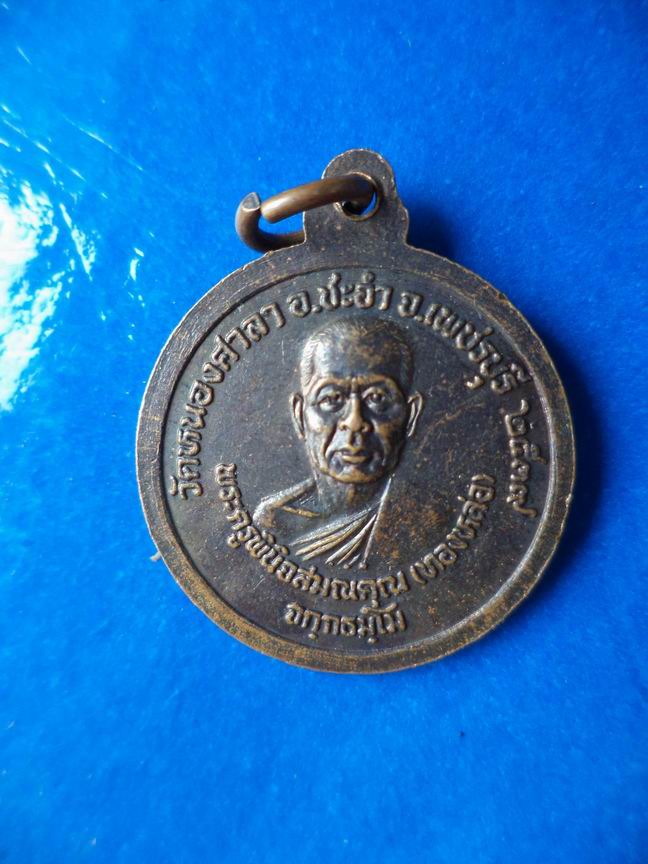 วัดหนองศาลา อ.ชะอำ จ.เพชรบุรี ๒๕๓๗
พระครูพินิจสมณคุณ (ทองหล่อ)